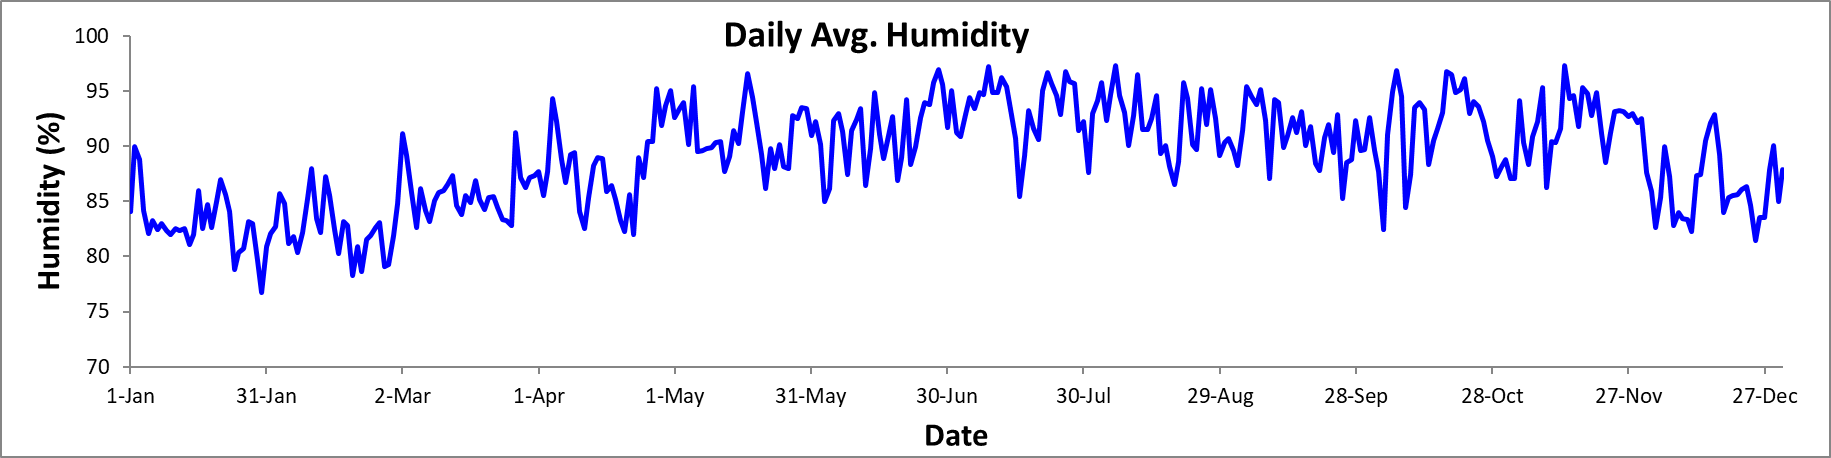 Daily Avg. Humidity
Humidity (%)
100
95
90
85
80
75
70
1-Jan 31-Jan 2-Mar 1-Apr 1-May 31-May 30-Jun 30-Jul 29-Aug 28-Sep 28-Oct 27-Nov 27-Dec
Date